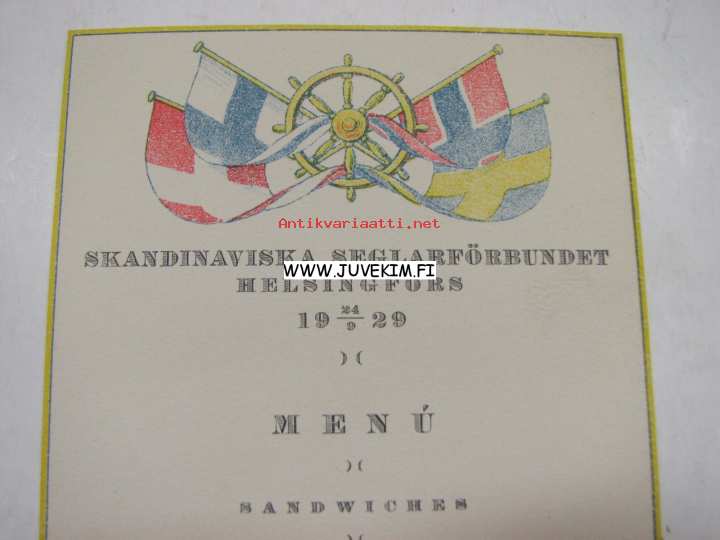 Antikvariaatti.net
SKANDINAVISKA SEGLARFÖRBUNDET
WWW.JUVEKIM.FI
HELSINGFORS
19 24/9 29
MENÚ
SANDWICHES